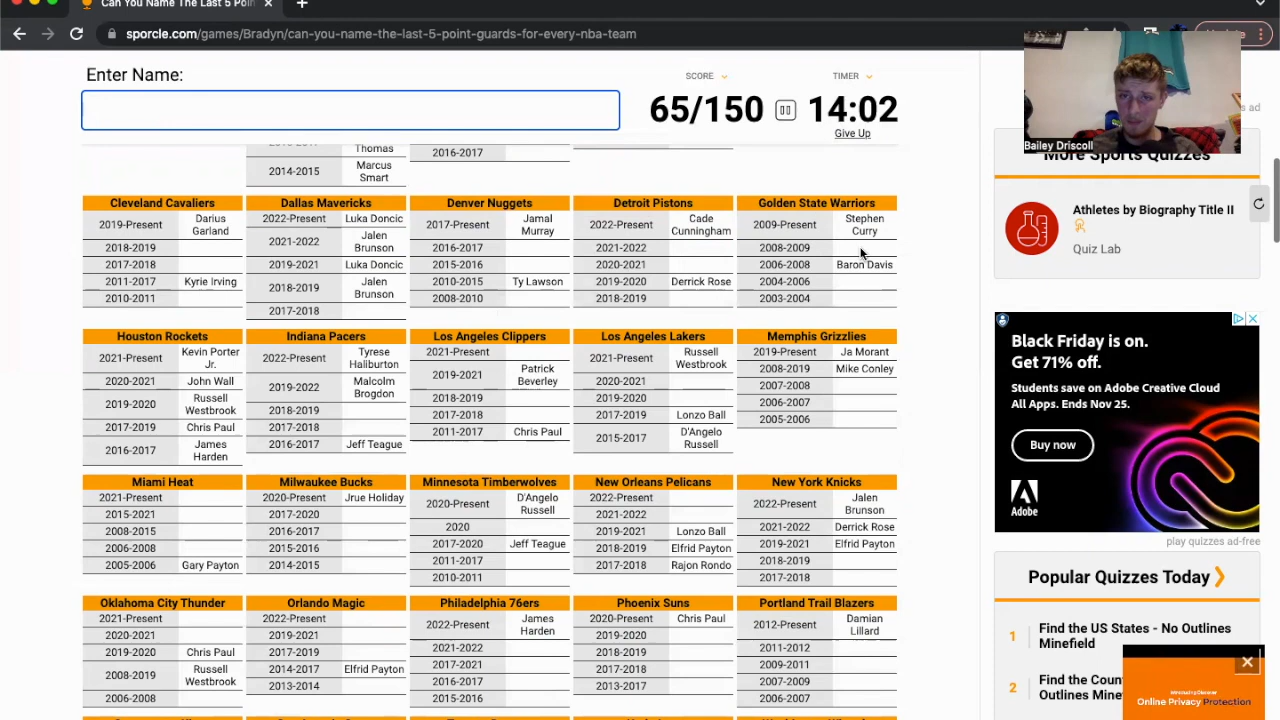 Can You Name The Last 5 Poin ×
+
sporcle.com/games/Bradyn/can-you-name-the-last-5-point-guards-for-every-nba-team
Enter Name:
SCORE
TIMER
65/150
14:02
Give Up
Bailey Driscoll
2014-2015 Thomas
Marcus Smart
2016-2017
Cleveland Cavaliers
2019-Present Darius Garland
2018-2019
2017-2018
2011-2017 Kyrie Irving
2010-2011
Dallas Mavericks
2022-Present Luka Doncic
2021-2022 Jalen Brunson
2019-2021 Luka Doncic
2018-2019 Jalen Brunson
2017-2018
Denver Nuggets
2017-Present Jamal Murray
2016-2017
2015-2016
2010-2015 Ty Lawson
2008-2010
Detroit Pistons
2022-Present Cade Cunningham
2021-2022
2020-2021
2019-2020 Derrick Rose
2018-2019
Golden State Warriors
2009-Present Stephen Curry
2008-2009
2006-2008 Baron Davis
2004-2006
2003-2004
Houston Rockets
2021-Present Kevin Porter Jr.
2020-2021 John Wall
2019-2020 Russell Westbrook
2017-2019 Chris Paul
2016-2017 James Harden
Indiana Pacers
2022-Present Tyrese Haliburton
2019-2022 Malcolm Brogdon
2018-2019
2017-2018
2016-2017 Jeff Teague
Los Angeles Clippers
2021-Present
2019-2021 Patrick Beverley
2018-2019
2017-2018
2011-2017 Chris Paul
Los Angeles Lakers
2021-Present Russell Westbrook
2020-2021
2019-2020
2017-2019 Lonzo Ball
2015-2017 D'Angelo Russell
Memphis Grizzlies
2019-Present Ja Morant
2008-2019 Mike Conley
2007-2008
2006-2007
2005-2006
Miami Heat
2021-Present
2015-2021
2008-2015
2006-2008
2005-2006 Gary Payton
Milwaukee Bucks
2020-Present Jrue Holiday
2017-2020
2016-2017
2015-2016
2014-2015
Minnesota Timberwolves
2020-Present D'Angelo Russell
2020
2017-2020 Jeff Teague
2011-2017
2010-2011
New Orleans Pelicans
2022-Present
2021-2022
2019-2021 Lonzo Ball
2018-2019 Elfrid Payton
2017-2018 Rajon Rondo
New York Knicks
2022-Present Jalen Brunson
2021-2022 Derrick Rose
2019-2021 Elfrid Payton
2018-2019
2017-2018
Oklahoma City Thunder
2021-Present
2020-2021
2019-2020 Chris Paul
2008-2019 Russell Westbrook
2006-2008
Orlando Magic
2022-Present
2019-2021
2017-2019
2014-2017 Elfrid Payton
2013-2014
Philadelphia 76ers
2022-Present James Harden
2021-2022
2017-2021
2016-2017
2015-2016
Phoenix Suns
2020-Present Chris Paul
2019-2020
2018-2019
2017-2018
2013-2017
Portland Trail Blazers
2012-Present Damian Lillard
2011-2012
2009-2011
2007-2009
2006-2007
More Sports Quizzes
Athletes by Biography Title II
Quiz Lab
Black Friday is on.
Get 71% off.
Students save on Adobe Creative Cloud
All Apps. Ends Nov 25.
Buy now
Adobe
play quizzes ad-free
Popular Quizzes Today
1 Find the US States - No Outlines
Minefield
2 Find the Coun
Outlines Mine
Online Privacy Protection